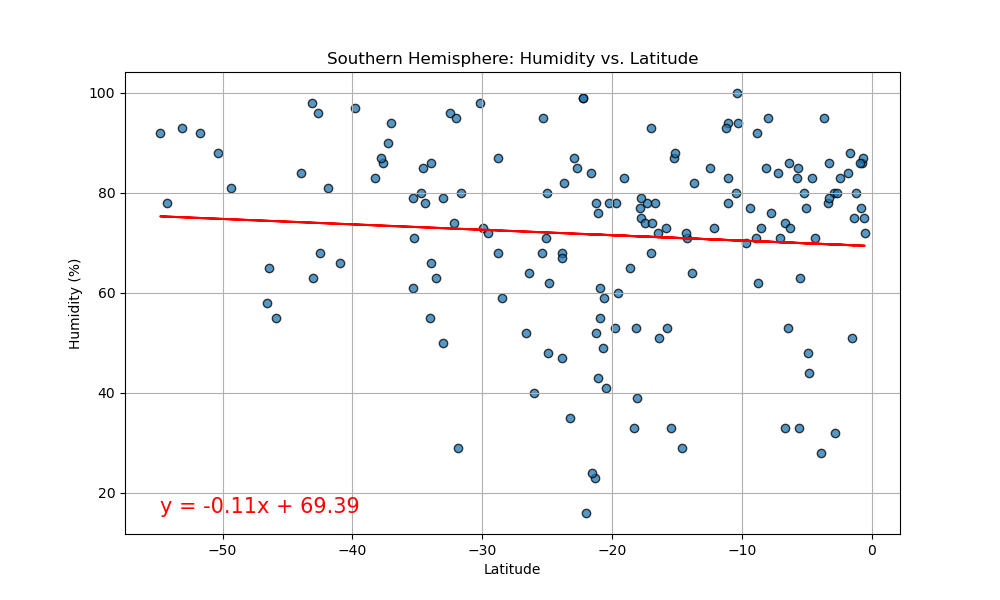 Southern Hemisphere: Humidity vs. Latitude
100
80
60
40
20
Humidity (%)
y = -0.11x + 69.39
−50
−40
−30
−20
−10
0
Latitude